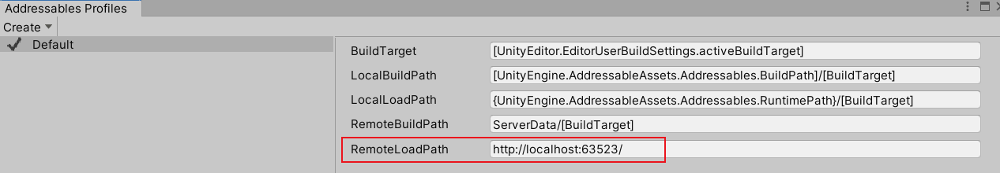 Addressables Profiles
Create
Default
BuildTarget [UnityEditor.EditorUserBuildSettings.activeBuildTarget]
LocalBuildPath [UnityEngine.AddressableAssets.Addressables.BuildPath]/[BuildTarget]
LocalLoadPath {UnityEngine.AddressableAssets.Addressables.RuntimePath}/[BuildTarget]
RemoteBuildPath ServerData/[BuildTarget]
RemoteLoadPath http://localhost:63523/